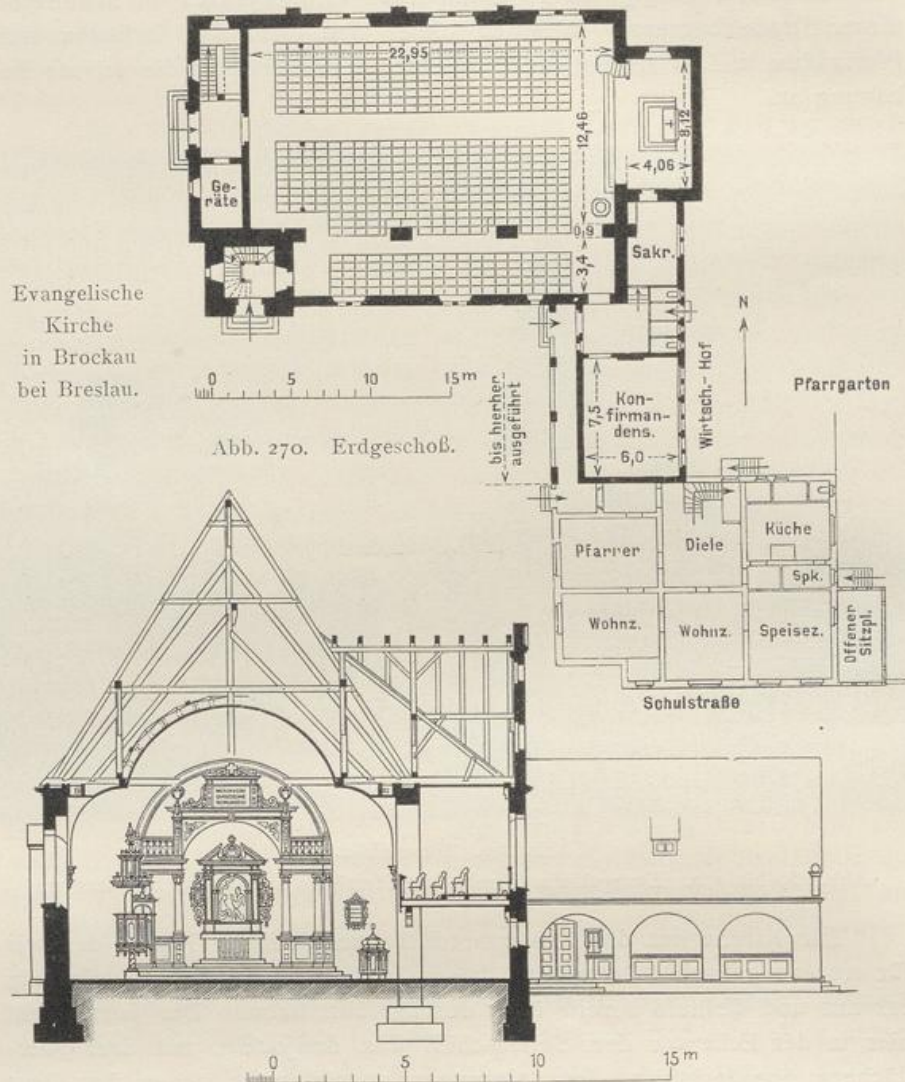 22,95
12,46
8,12
4,06
Ge-
räte
0,9
3,4
Sakr.
Evangelische
Kirche
in Brockau
bei Breslau.
N
0 5 10 15 m
Abb. 270. Erdgeschoß.
bis hierher
ausgeführt
7,5
Kon-
firman-
dens.
6,0
Wirtsch.- Hof
Pfarrgarten
Pfarrer
Diele
Küche
Spk.
Wohnz.
Wohnz.
Speisez.
Offener
Sitzpl.
Schulstraße
0 5 10 15 m